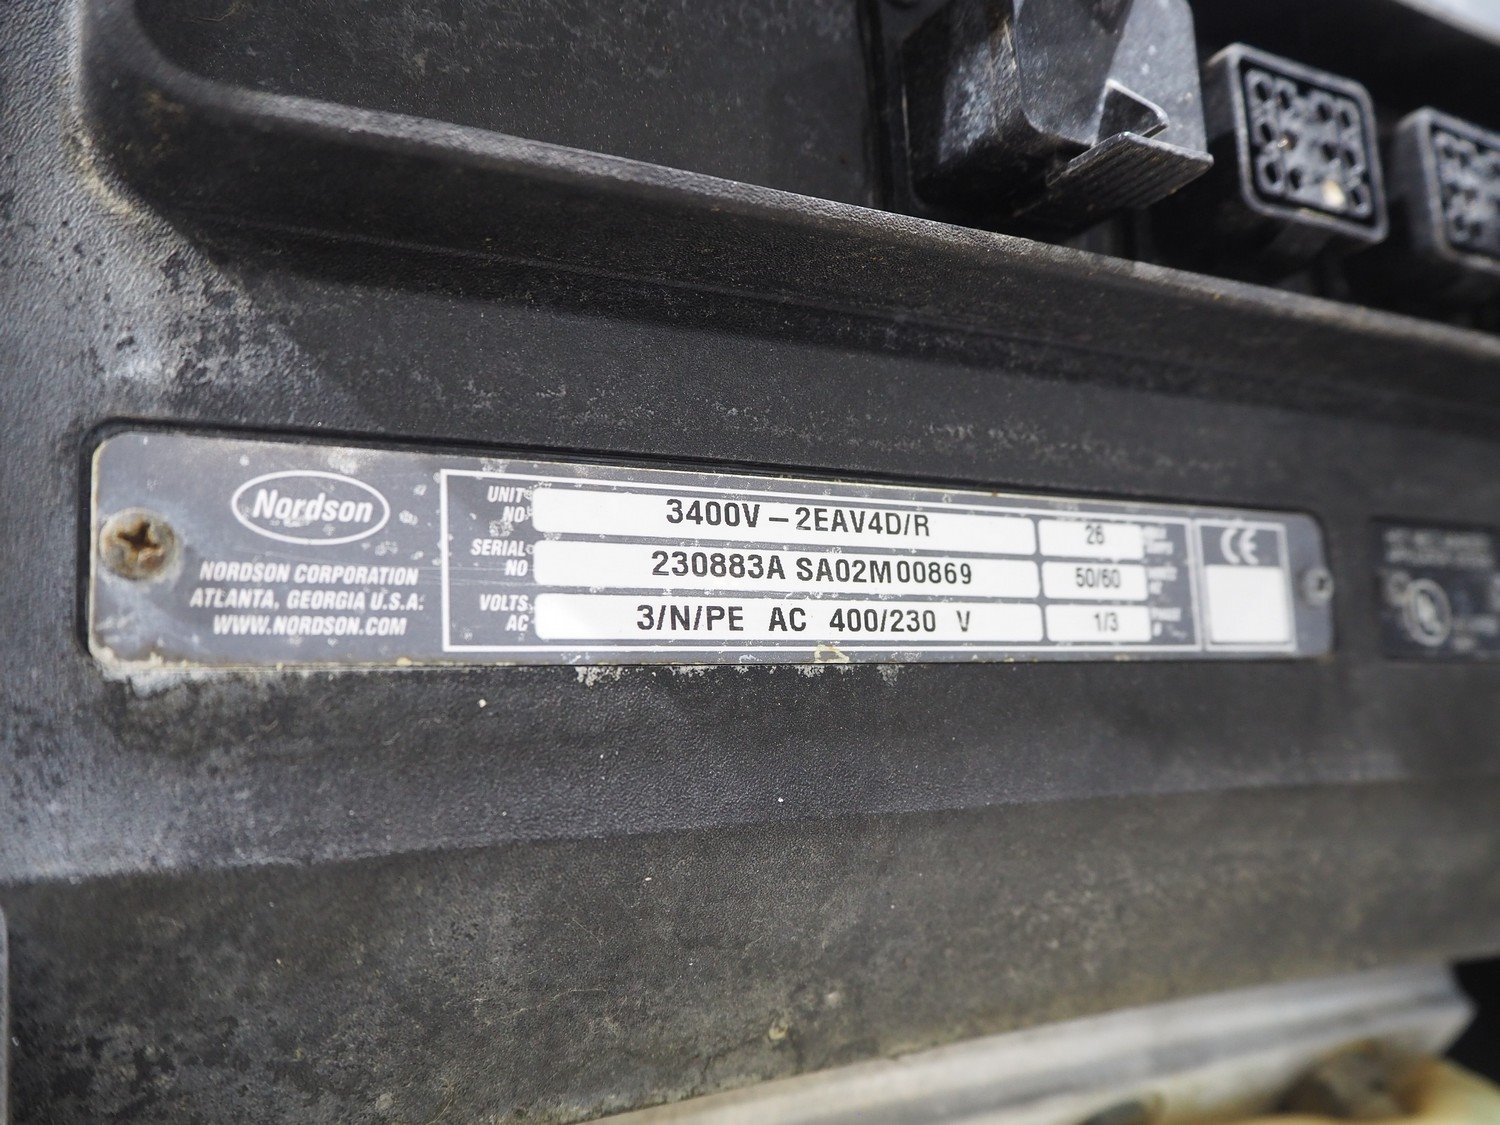 Nordson
NORDSON CORPORATION
ATLANTA, GEORGIA U.S.A.
WWW.NORDSON.COM
UNIT NO 3400V-2EAV4D/R 26
SERIAL NO 230883A SA02M00869 50/60
VOLTS AC 3/N/PE AC 400/230 V 1/3
CE
UL